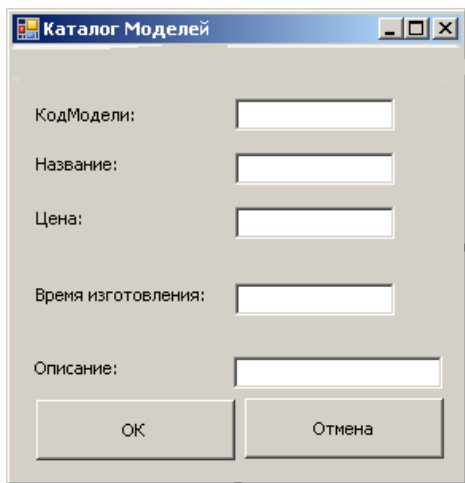 Каталог Моделей
КодМодели:
Название:
Цена:
Время изготовления:
Описание:
ОК
Отмена